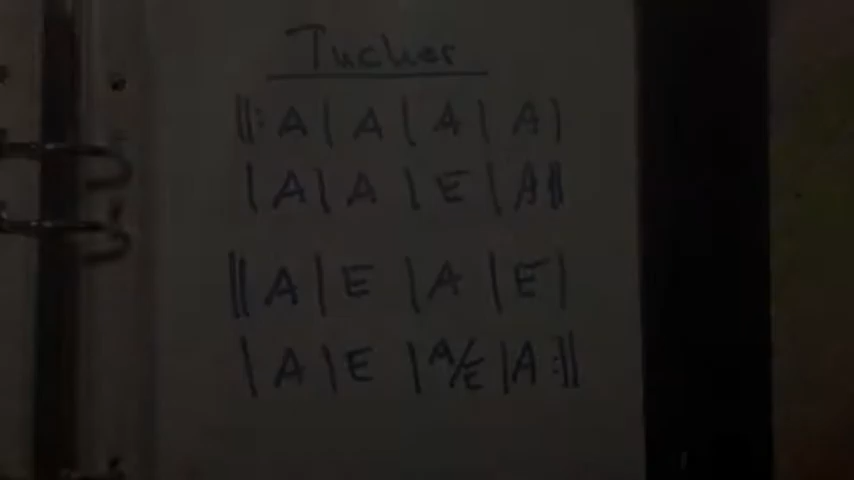 Tucker
||: A | A | A | A |
| A | A | E | A ||
|| A | E | A | E |
| A | E | A/E | A :||